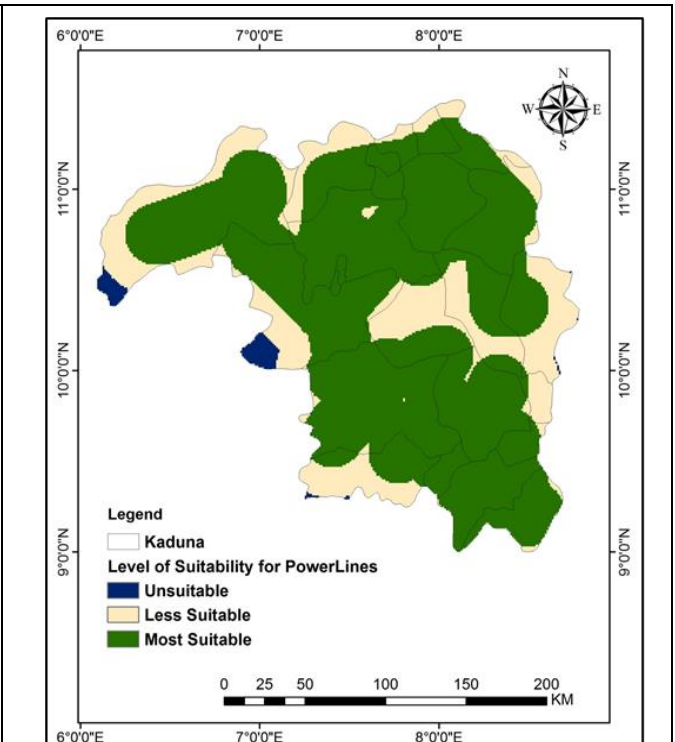 6°0'0"E 7°0'0"E 8°0'0"E
N
W E
S
11°0'0"N 11°0'0"N
10°0'0"N 10°0'0"N
9°0'0"N 9°0'0"N
Legend
Kaduna
Level of Suitability for PowerLines
Unsuitable
Less Suitable
Most Suitable
0 25 50 100 150 200
KM
6°0'0"E 7°0'0"E 8°0'0"E